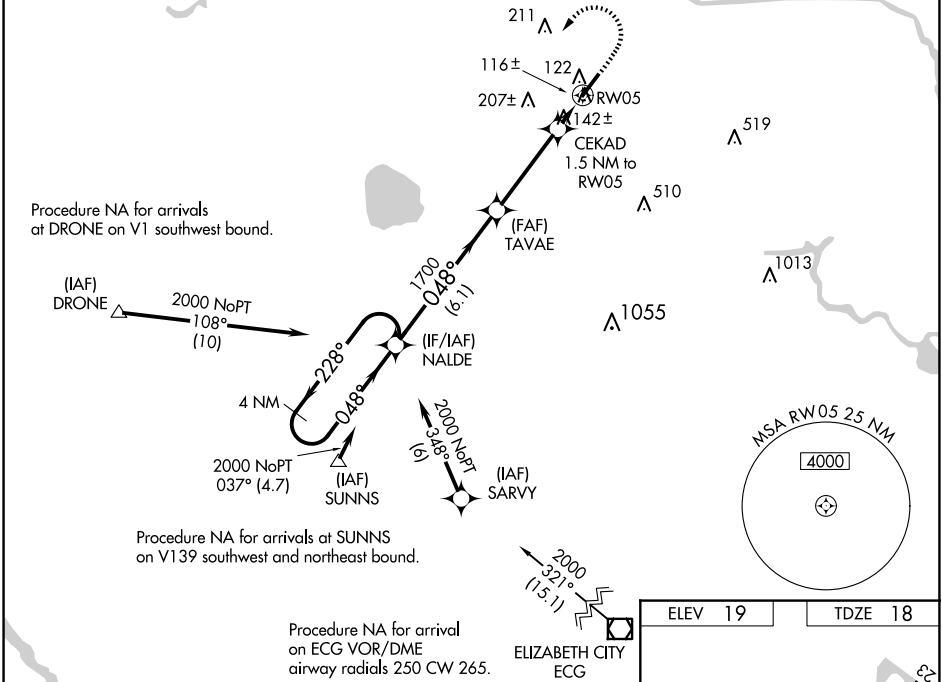 211
116±
122
207±
RW05
142±
CEKAD
1.5 NM to
RW05
519
510
Procedure NA for arrivals
at DRONE on V1 southwest bound.
(FAF)
TAVAE
1013
(IAF)
DRONE
2000 NoPT
108°
(10)
1700
048°
(6.1)
1055
(IF/IAF)
NALDE
228°
048°
4 NM
2000 NoPT
037° (4.7)
(IAF)
SUNNS
2000 NoPT
348°
(6)
(IAF)
SARVY
MSA RW05 25 NM
4000
Procedure NA for arrivals at SUNNS
on V139 southwest and northeast bound.
2000
321°
(15.1)
ELEV 19
TDZE 18
Procedure NA for arrival
on ECG VOR/DME
airway radials 250 CW 265.
ELIZABETH CITY
ECG
23